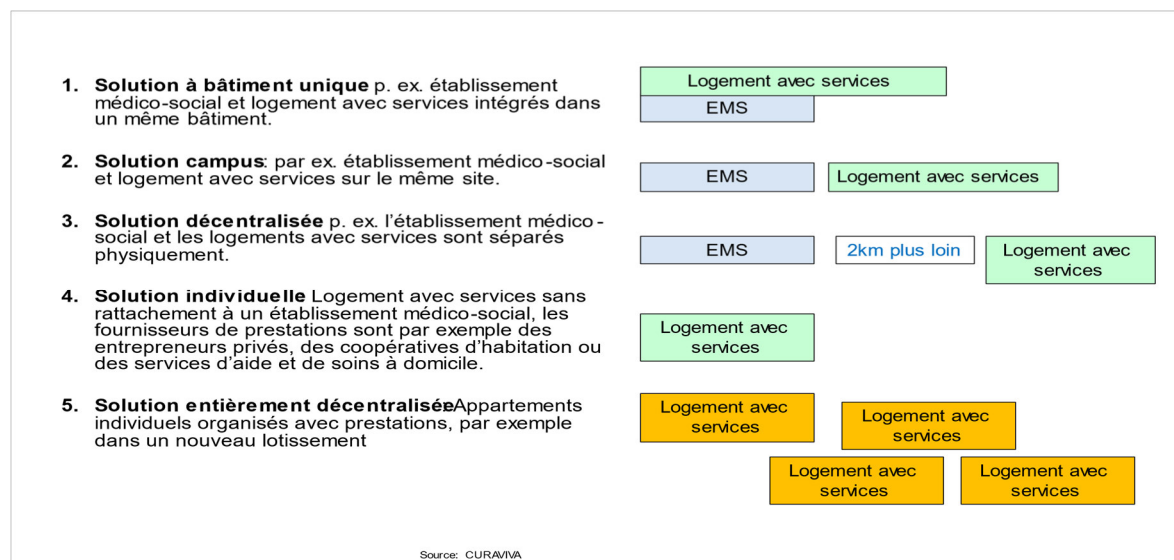 1. Solution à bâtiment unique p. ex. établissement
médico-social et logement avec services intégrés dans
un même bâtiment.
Logement avec services
EMS
2. Solution campus: par ex. établissement médico-social
et logement avec services sur le même site.
EMS
Logement avec services
3. Solution décentralisée p. ex. l'établissement médico-
social et les logements avec services sont séparés
physiquement.
EMS
2km plus loin
Logement avec
services
4. Solution individuelle Logement avec services sans
rattachement à un établissement médico-social, les
fournisseurs de prestations sont par exemple des
entrepreneurs privés, des coopératives d'habitation ou
des services d'aide et de soins à domicile.
Logement avec
services
5. Solution entièrement décentralisée: Appartements
individuels organisés avec prestations, par exemple
dans un nouveau lotissement
Logement avec
services
Logement avec
services
Logement avec
services
Logement avec
services
Source: CURAVIVA